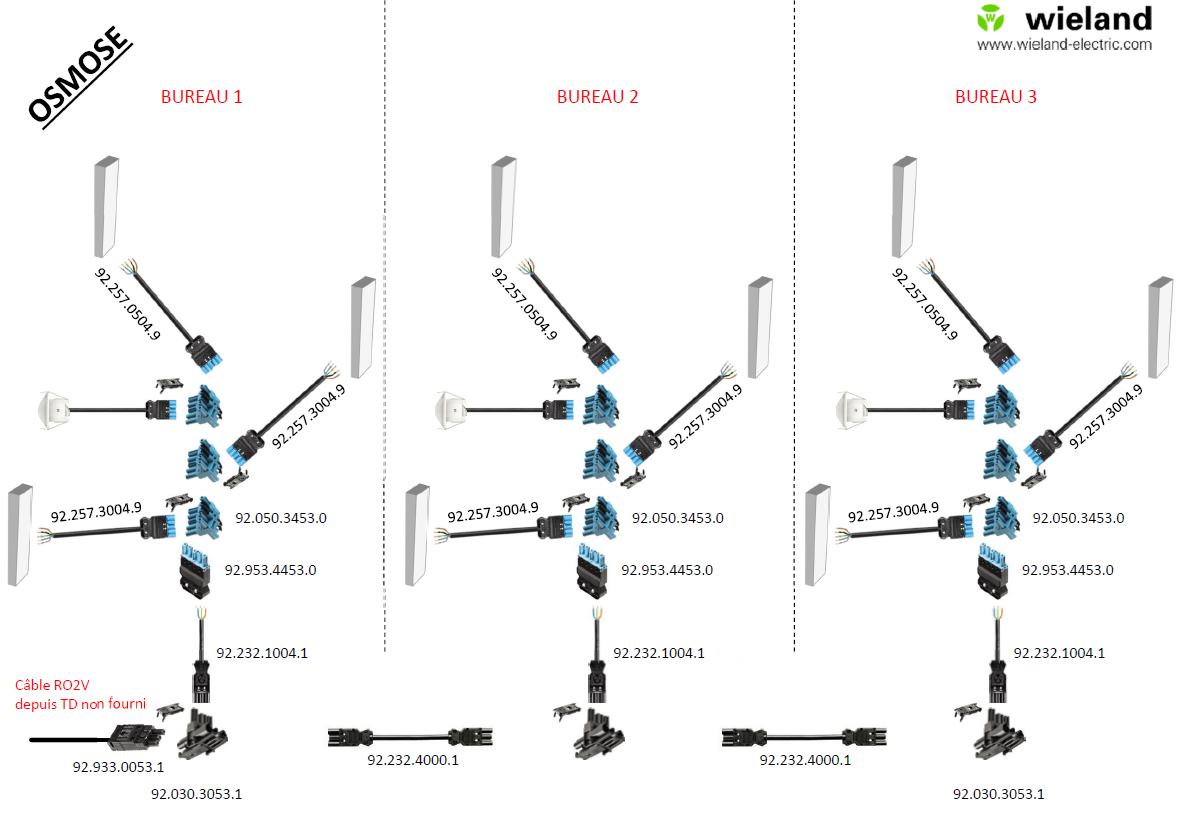 OSMOSE
wieland
www.wieland-electric.com
BUREAU 1
BUREAU 2
BUREAU 3
92.257.0504.9
92.257.0504.9
92.257.0504.9
92.257.3004.9
92.257.3004.9
92.257.3004.9
92.257.3004.9
92.050.3453.0
92.257.3004.9
92.050.3453.0
92.257.3004.9
92.050.3453.0
92.953.4453.0
92.953.4453.0
92.953.4453.0
92.232.1004.1
92.232.1004.1
92.232.1004.1
Câble RO2V
depuis TD non fourni
92.933.0053.1
92.232.4000.1
92.232.4000.1
92.030.3053.1
92.030.3053.1